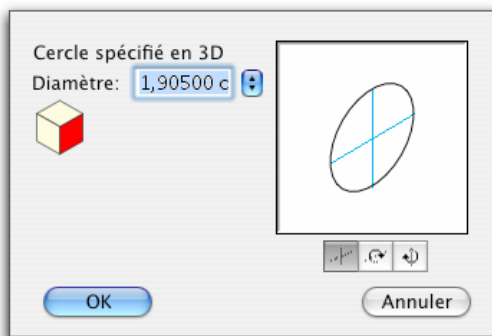 Cercle spécifié en 3D
Diamètre: 1,90500 c
OK
Annuler